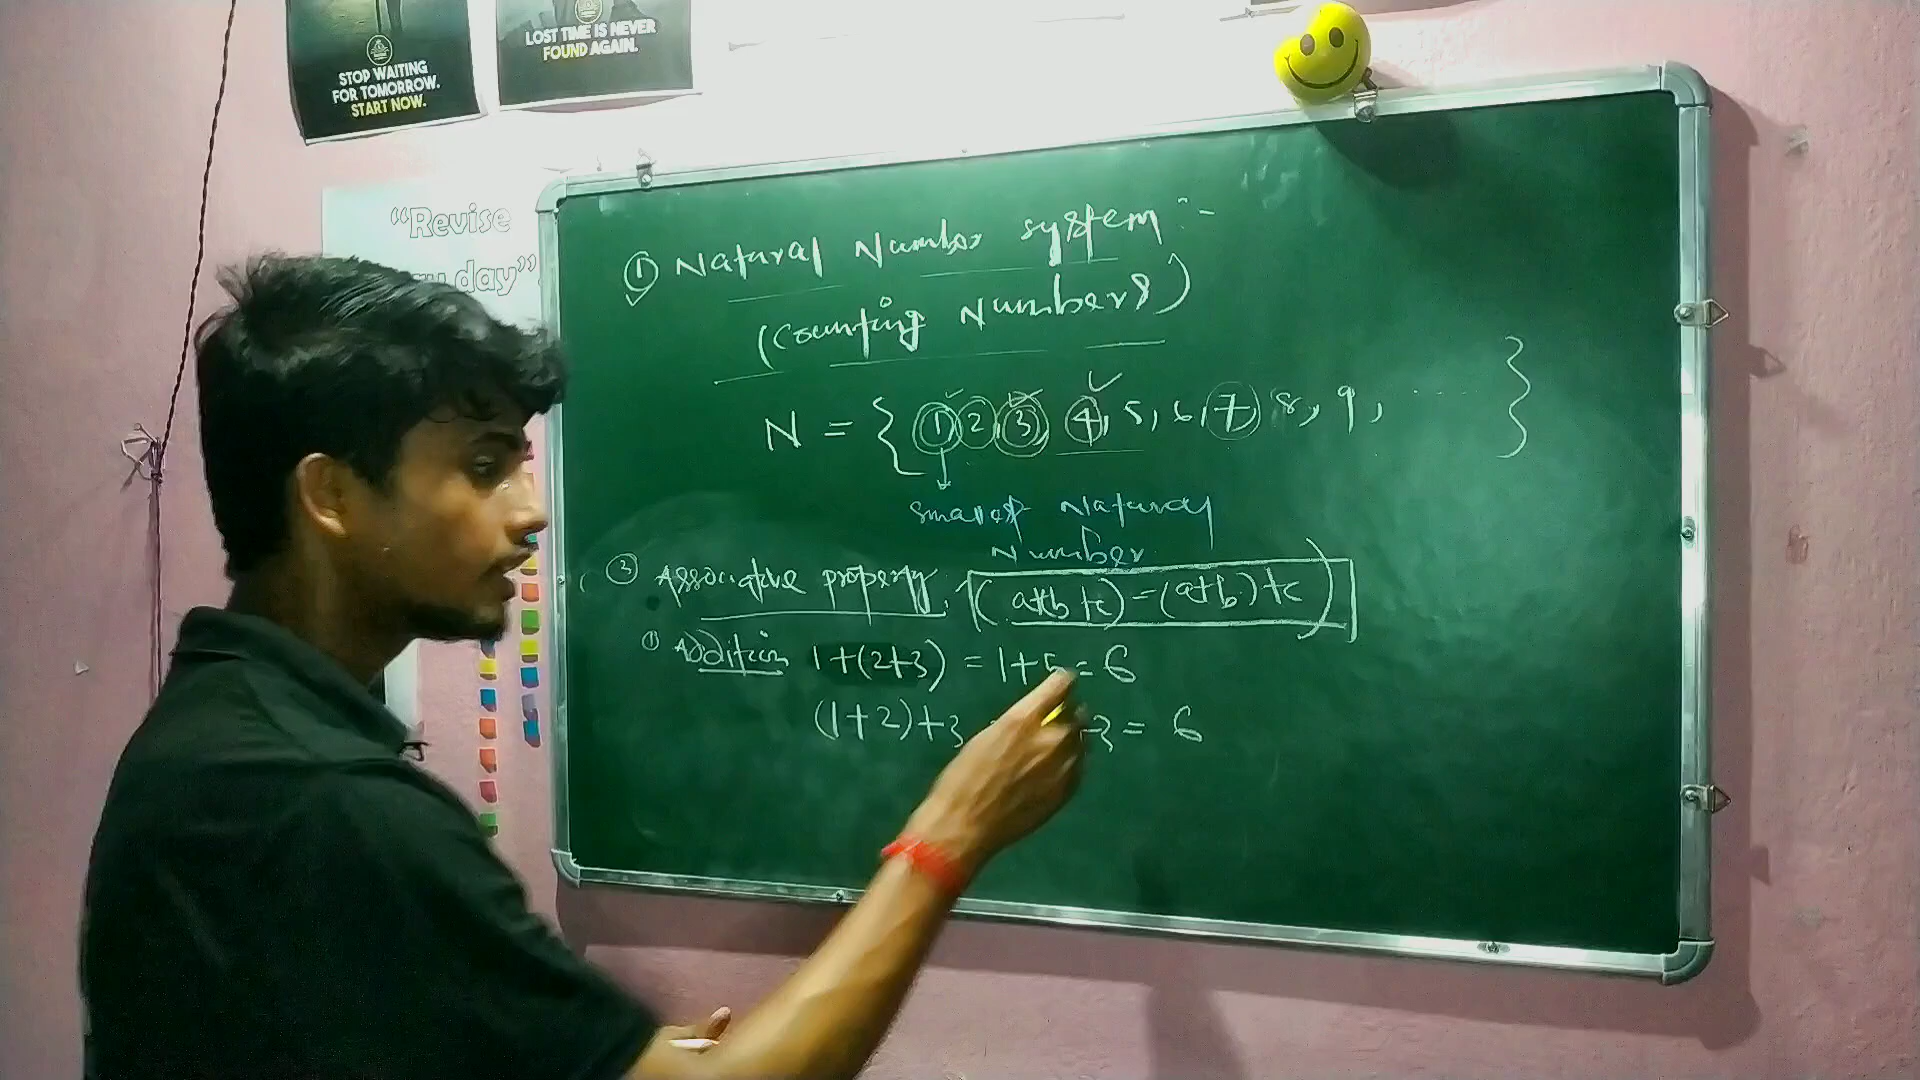 STOP WAITING
FOR TOMORROW.
START NOW.
LOST TIME IS NEVER
FOUND AGAIN.
“Revise
day”
① Natural Number system :-
(Counting Numbers)
N = { 1, 2, 3, 4, 5, 6, 7, 8, 9, ..... }
smallest Natural
Number
Associative property. (a+b+c) = (a+b)+c)
① Addition 1+(2+3) = 1+5 = 6
(1+2)+3 3 = 6